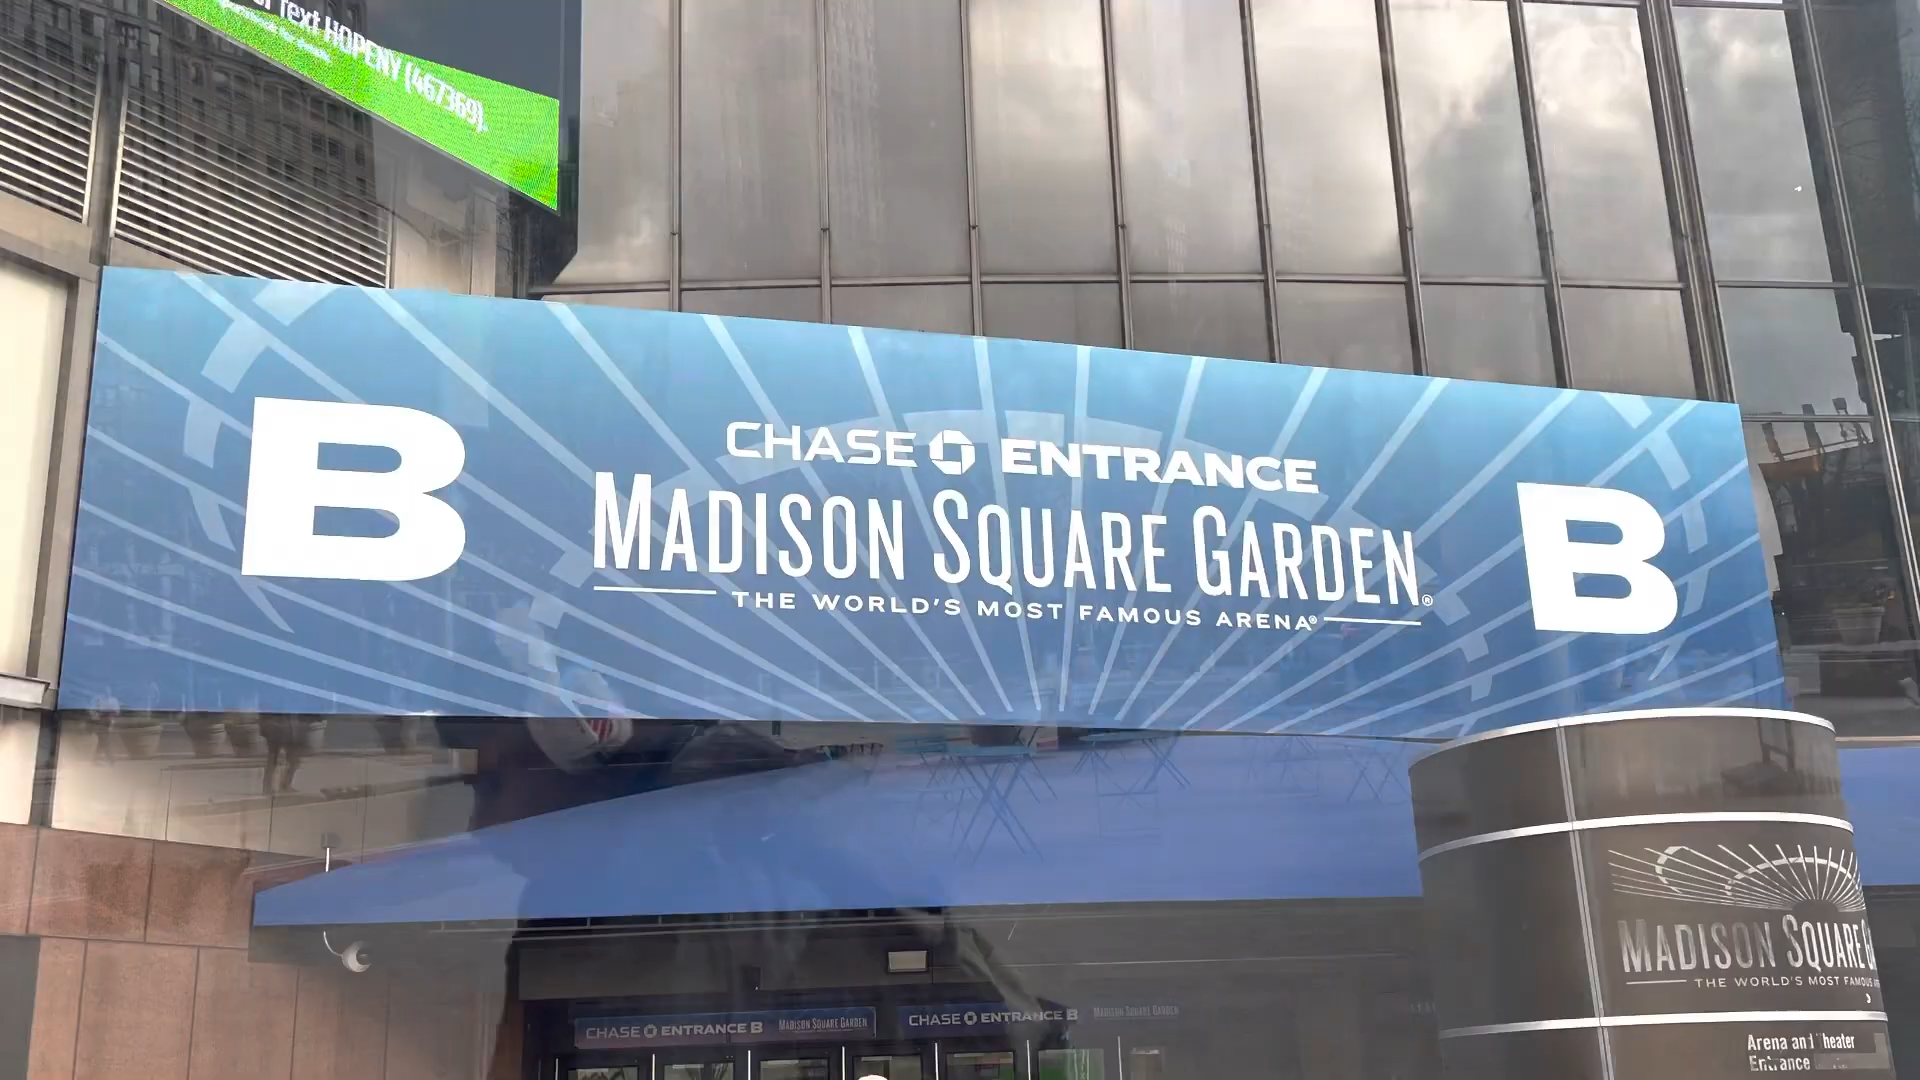 Text HOPENY (467369).
CHASE ENTRANCE
B
MADISON SQUARE GARDEN®
THE WORLD'S MOST FAMOUS ARENA®
B
MADISON SQUARE
THE WORLD'S MOST FAMOUS
CHASE ENTRANCE B MADISON SQUARE GARDEN
CHASE ENTRANCE B MADISON SQUARE GARDEN
Arena and Theater
Entrance